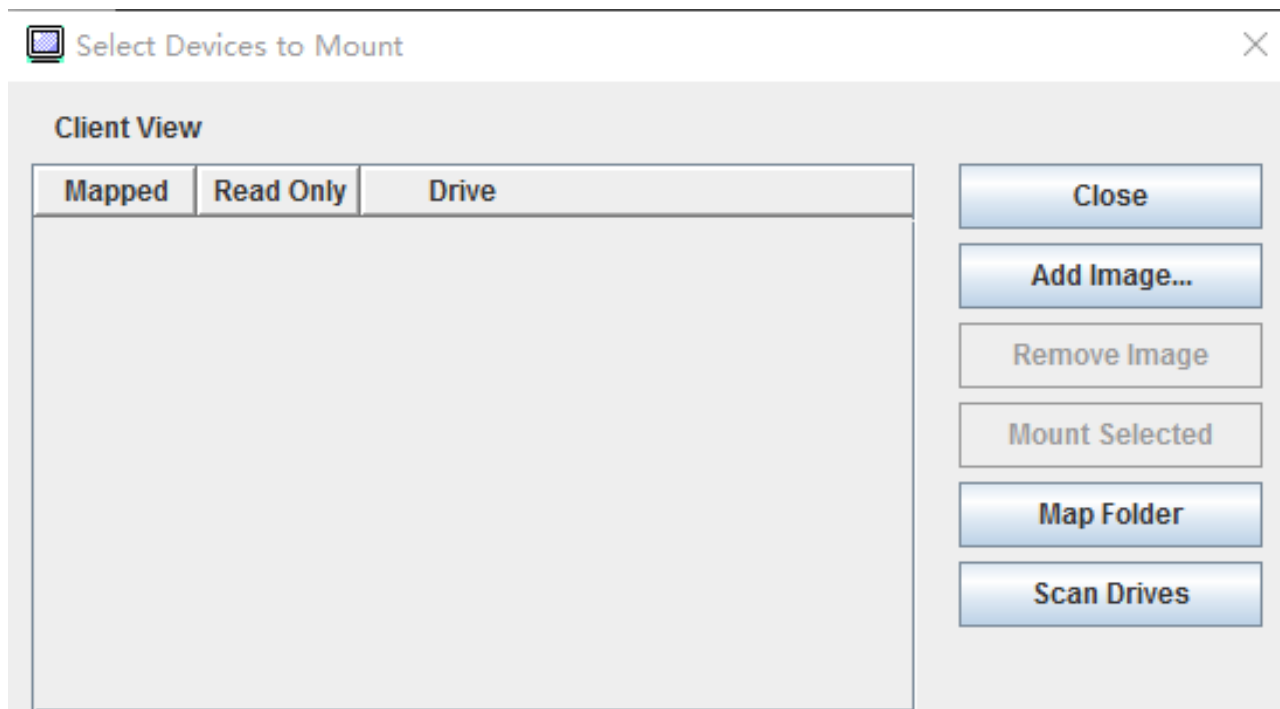 Select Devices to Mount
Client View
Mapped Read Only Drive
Close
Add Image...
Remove Image
Mount Selected
Map Folder
Scan Drives